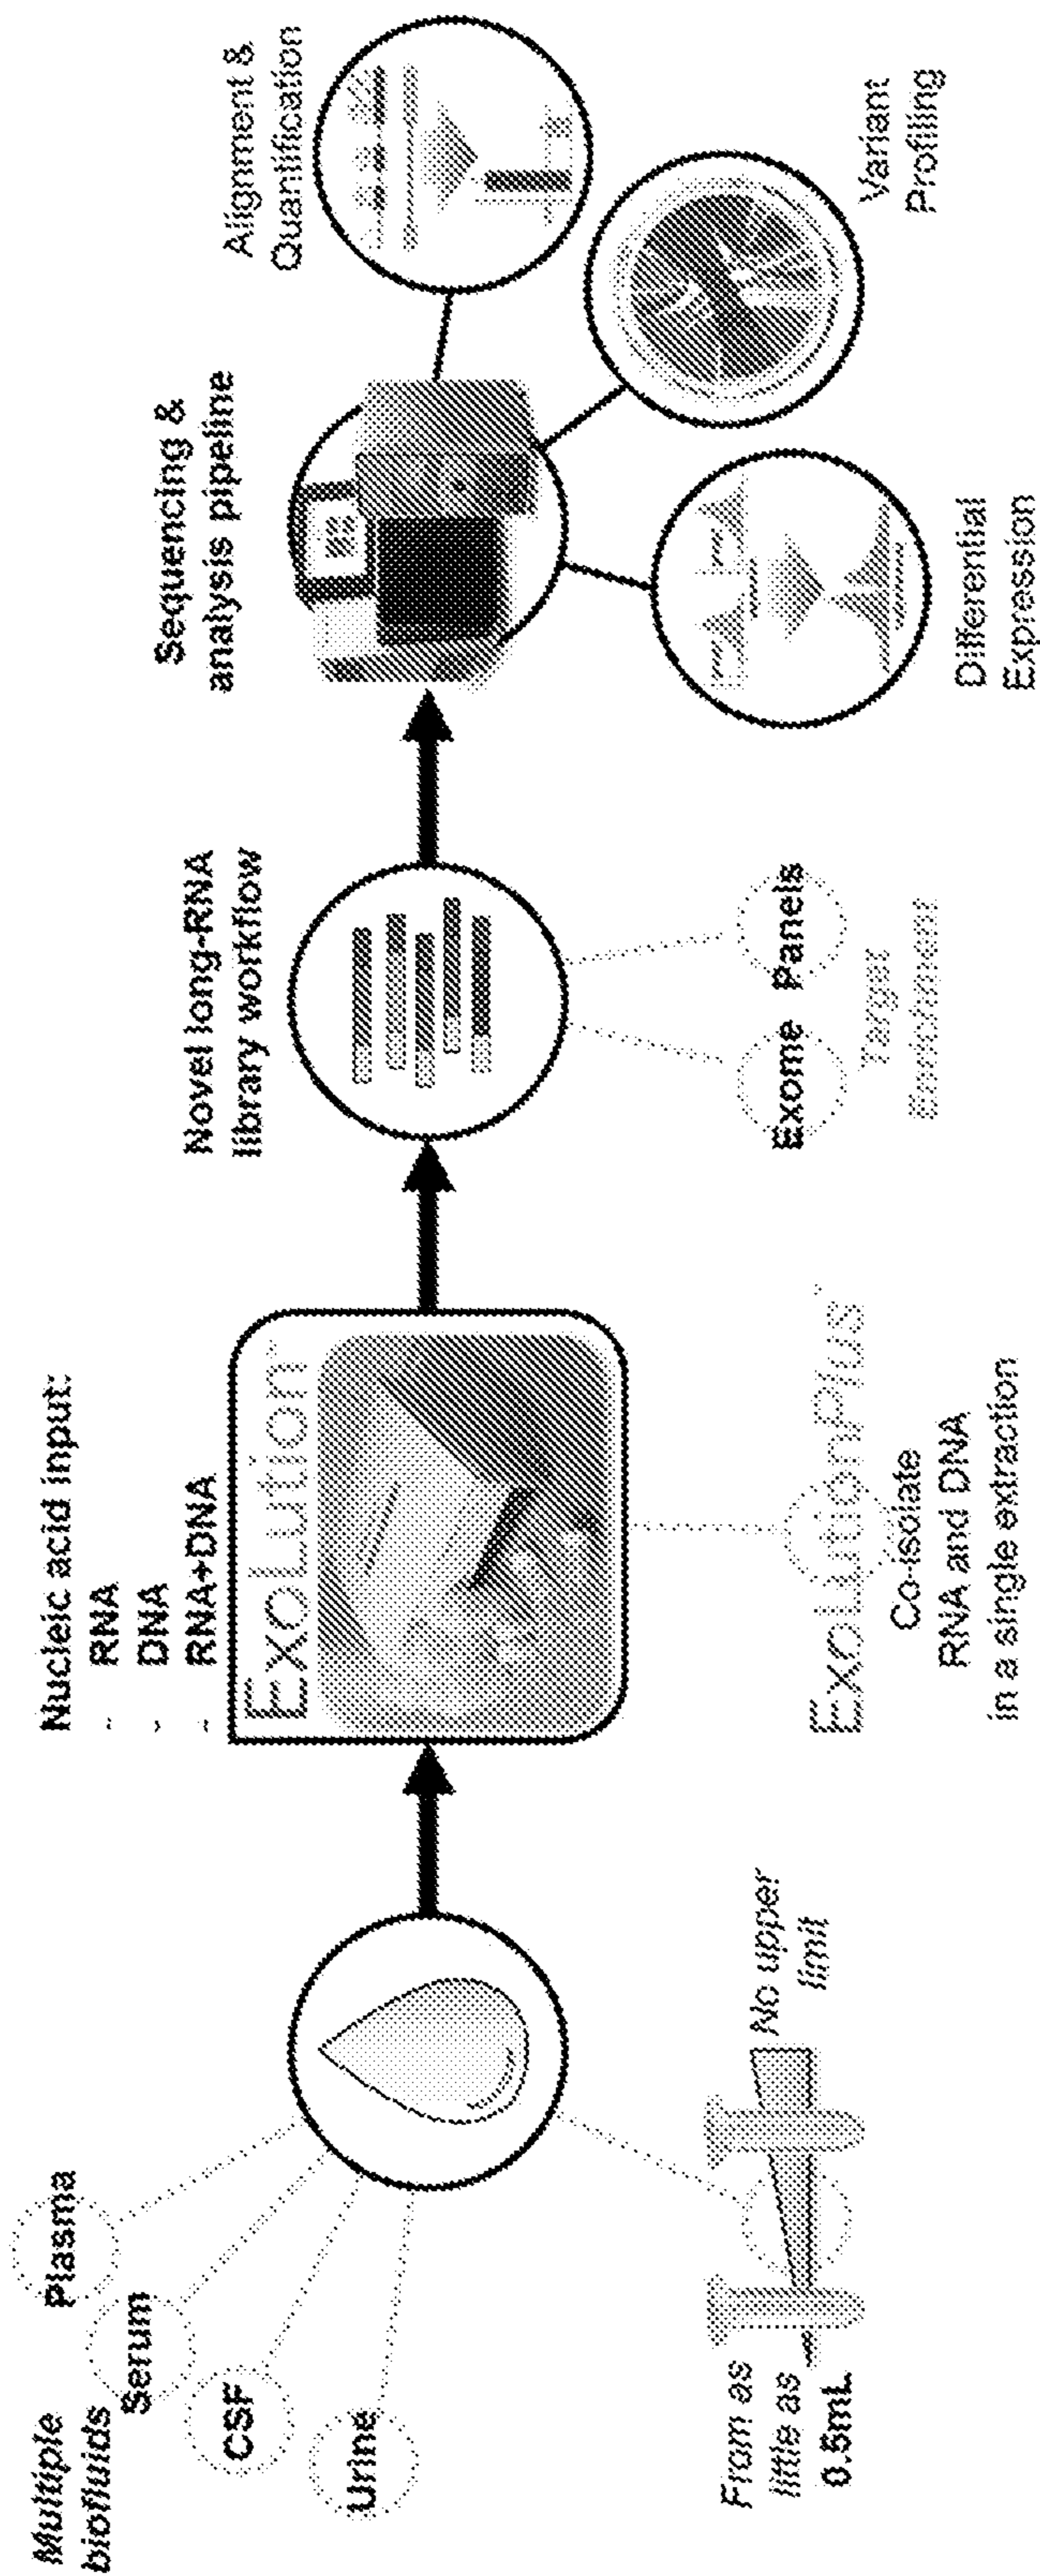 Multiple
biofluids
Plasma
Serum
CSF
Urine
From as
little as
0.5mL
No upper
limit
Nucleic acid input:
- RNA
- DNA
- RNA+DNA
ExoLution™
ExoLutionPlus™
Co-isolate
RNA and DNA
in a single extraction
Novel long-RNA
library workflow
Exome Panels
Target
Enrichment
Sequencing &
analysis pipeline
Alignment &
Quantification
Variant
Profiling
Differential
Expression